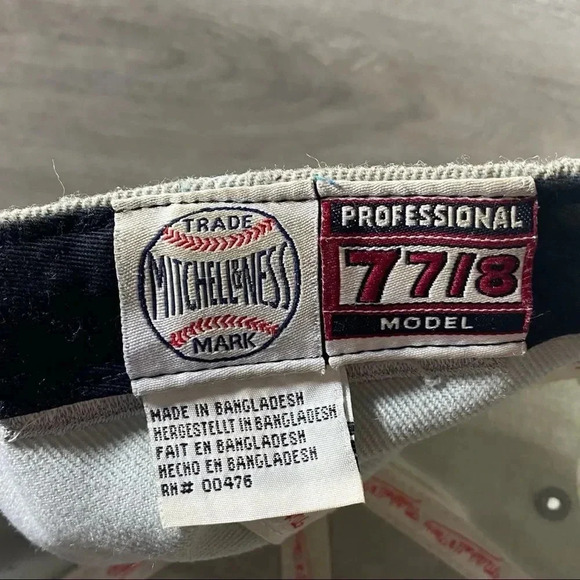 TRADE
MITCHELL & NESS
MARK
PROFESSIONAL
7 7/8
MODEL
MADE IN BANGLADESH
HERGESTELLT IN BANGLADESH
FAIT EN BANGLADESH
HECHO EN BANGLADESH
RN# 00476